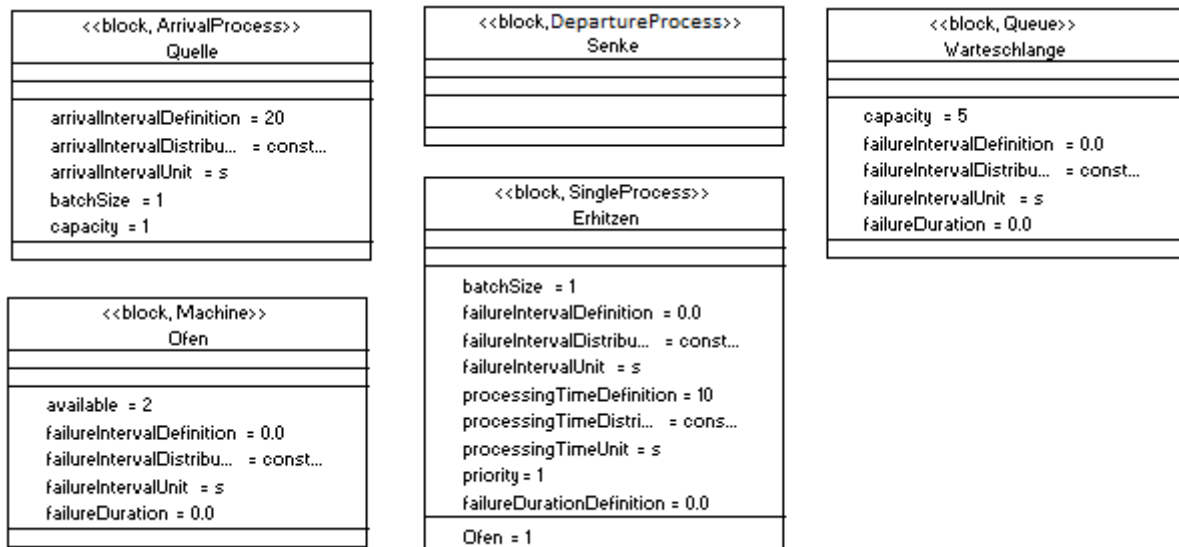 <<block, ArrivalProcess>>
Quelle
arrivalIntervalDefinition = 20
arrivalIntervalDistribu... = const...
arrivalIntervalUnit = s
batchSize = 1
capacity = 1
<<block,DepartureProcess>>
Senke
<<block, Queue>>
Warteschlange
capacity = 5
failureIntervalDefinition = 0.0
failureIntervalDistribu... = const...
failureIntervalUnit = s
failureDuration = 0.0
<<block, Machine>>
Ofen
available = 2
failureIntervalDefinition = 0.0
failureIntervalDistribu... = const...
failureIntervalUnit = s
failureDuration = 0.0
<<block, SingleProcess>>
Erhitzen
batchSize = 1
failureIntervalDefinition = 0.0
failureIntervalDistribu... = const...
failureIntervalUnit = s
processingTimeDefinition = 10
processingTimeDistri... = cons...
processingTimeUnit = s
priority = 1
failureDurationDefinition = 0.0
Ofen = 1